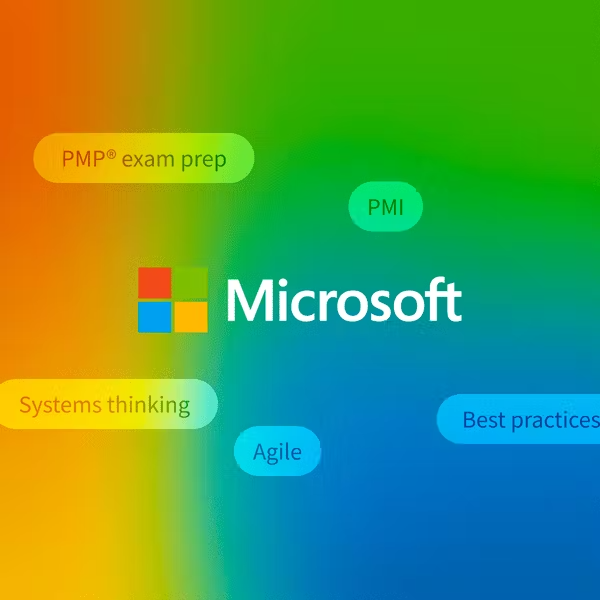 PMP® exam prep
PMI
Microsoft
Systems thinking
Best practices
Agile